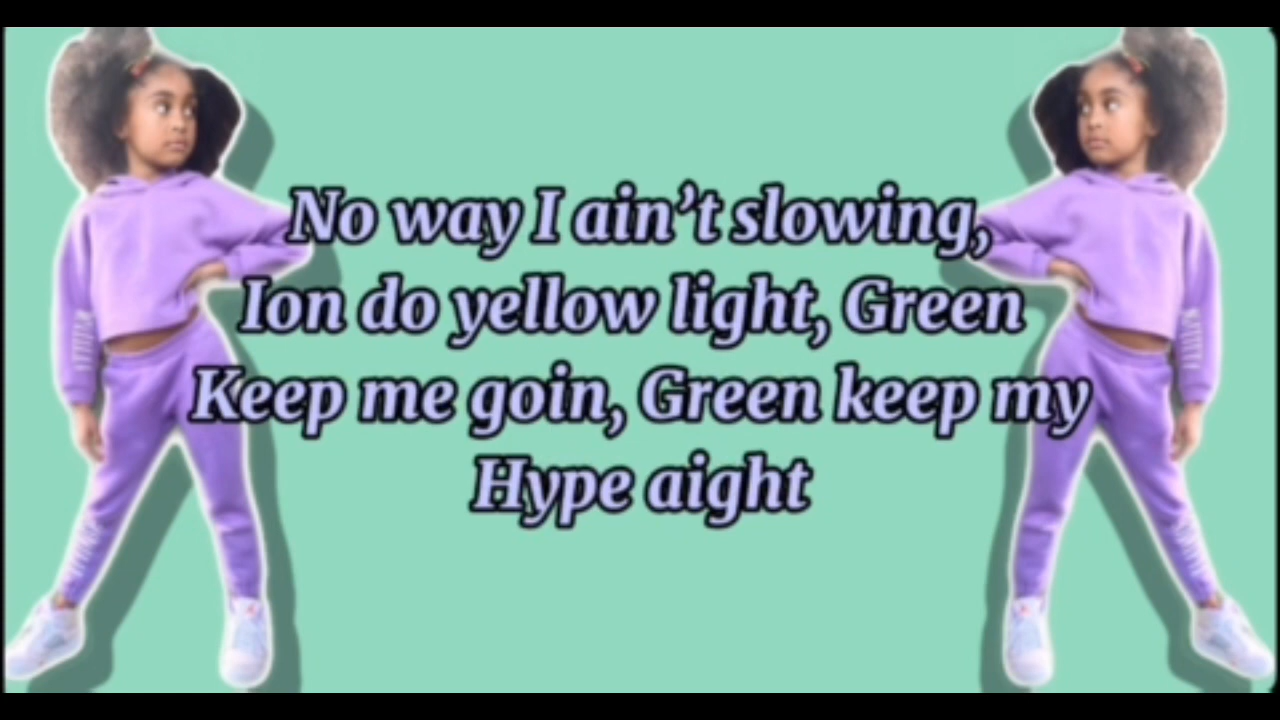 No way I ain’t slowing,
Ion do yellow light, Green
Keep me goin, Green keep my
Hype aight